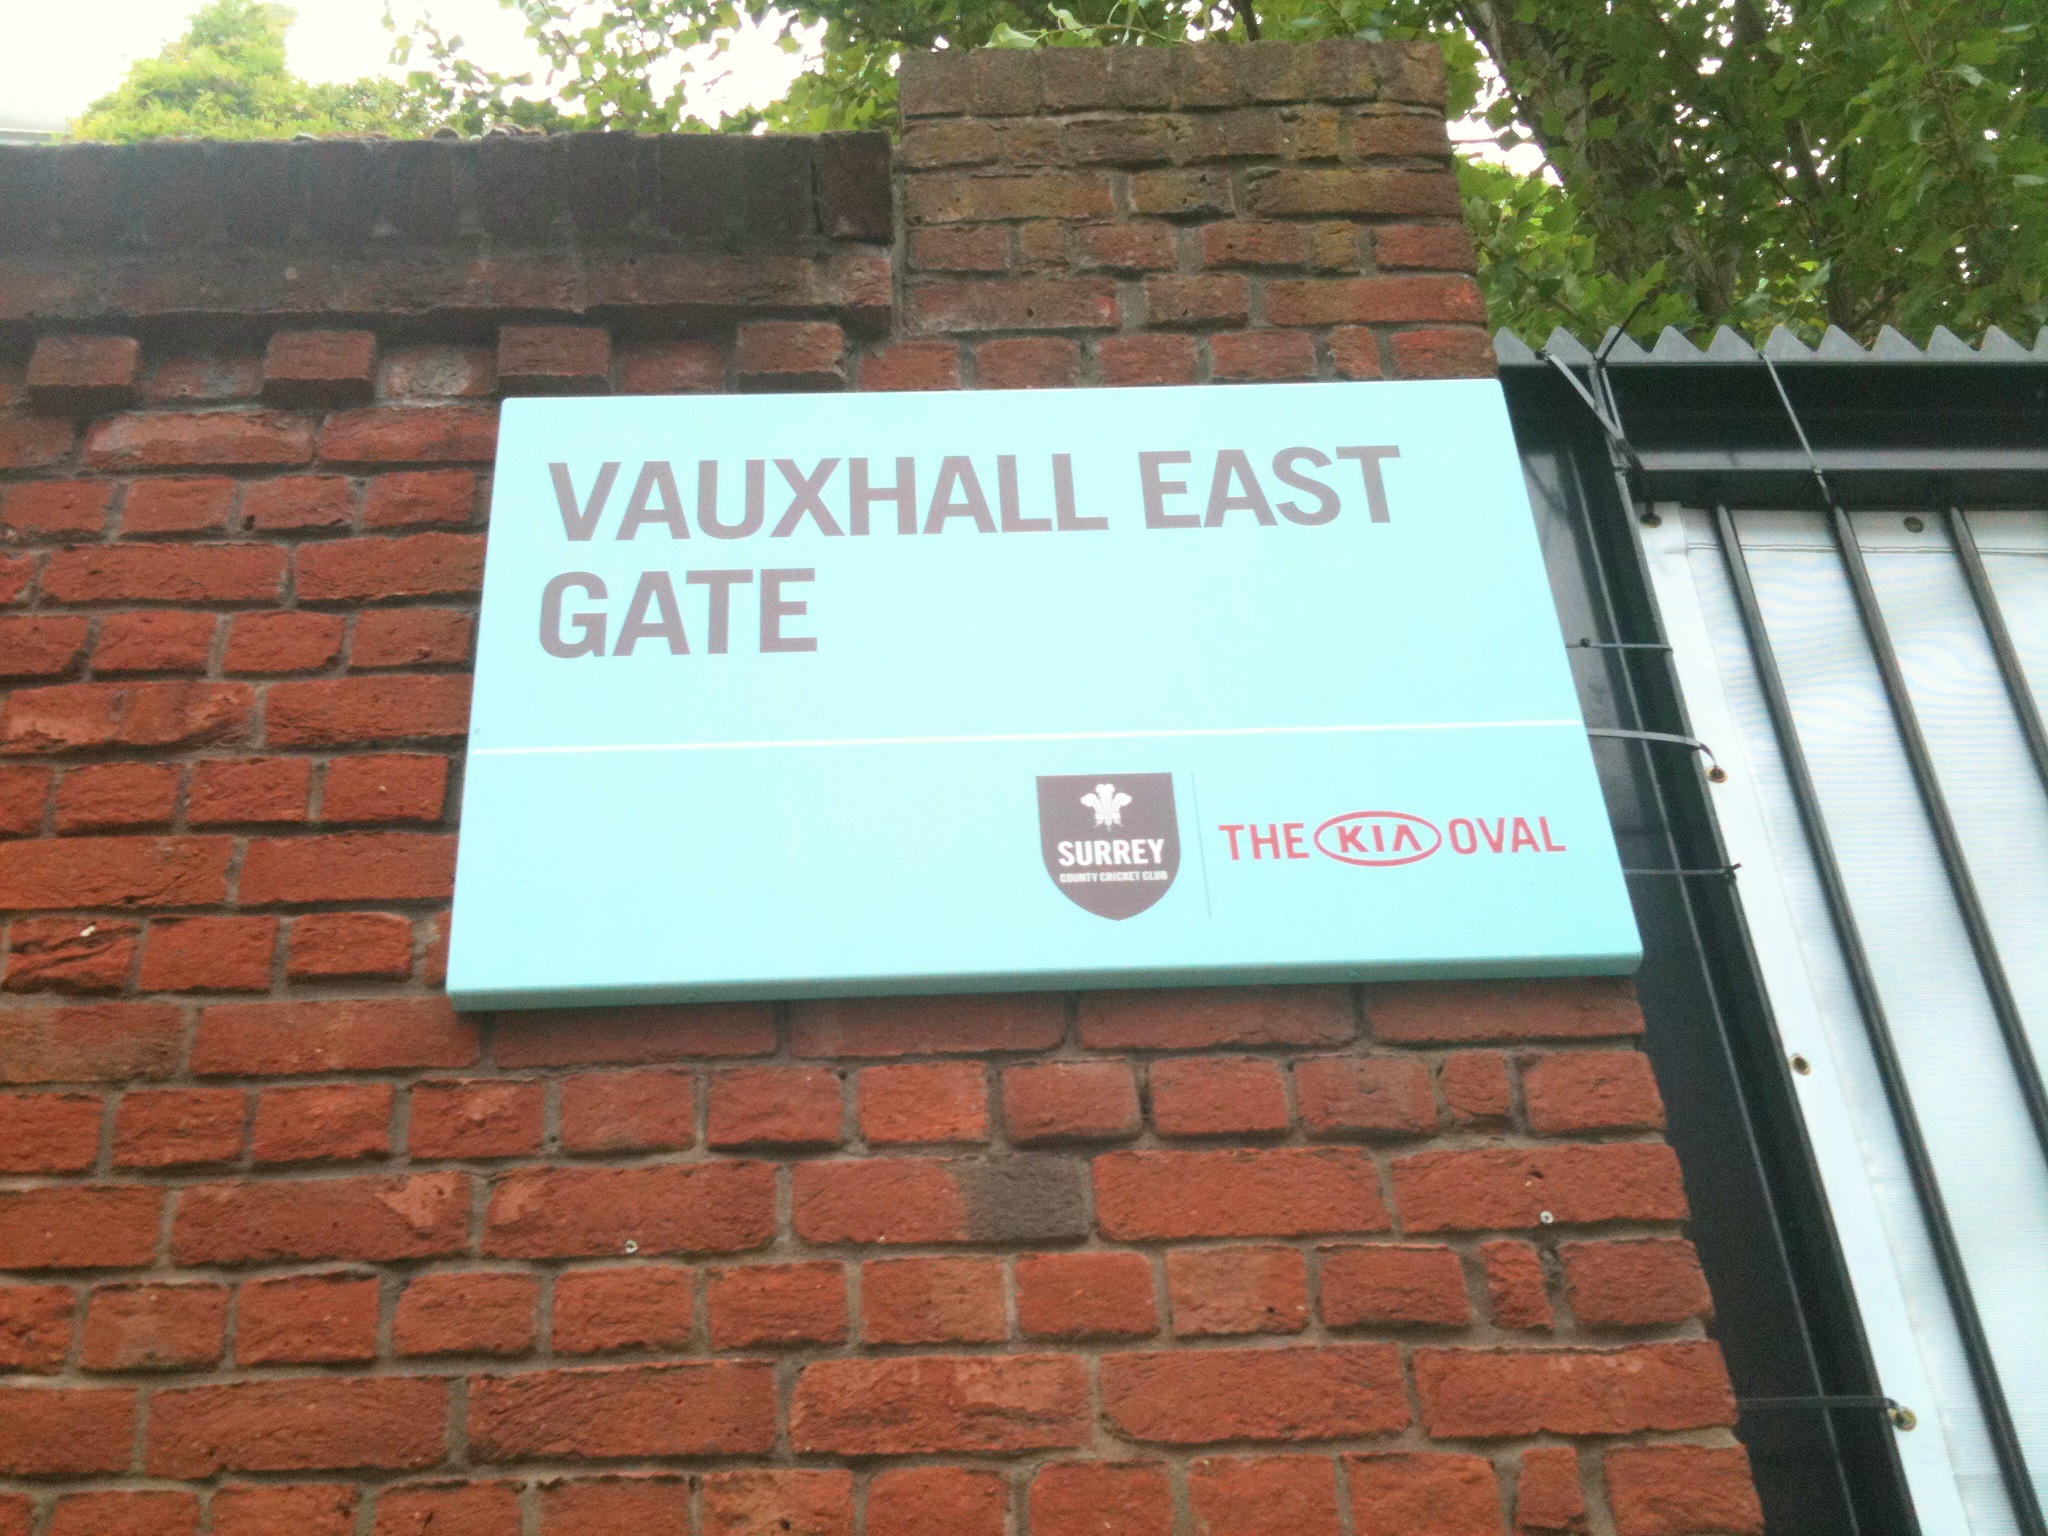 VAUXHALL EAST
GATE
SURREY
COUNTY CRICKET CLUB
THE KIA OVAL